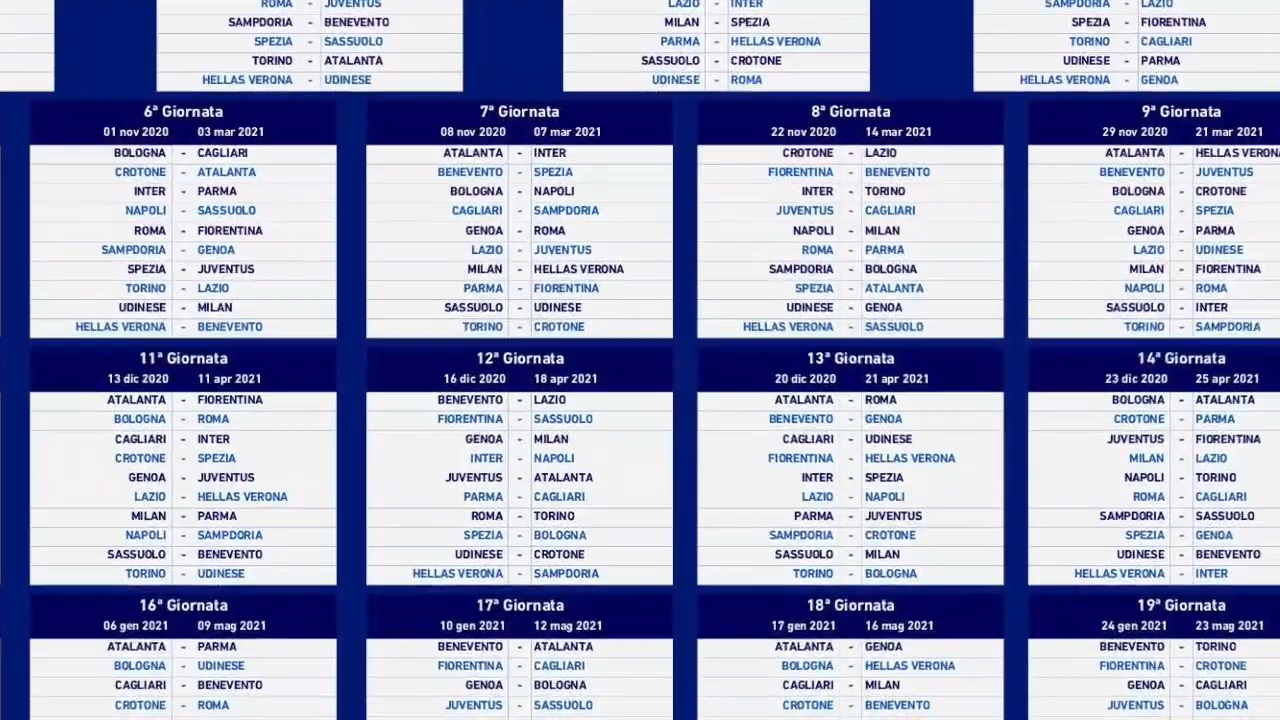 ROMA - JUVENTUS
SAMPDORIA - BENEVENTO
SPEZIA - SASSUOLO
TORINO - ATALANTA
HELLAS VERONA - UDINESE
LAZIO - INTER
MILAN - SPEZIA
PARMA - HELLAS VERONA
SASSUOLO - CROTONE
UDINESE - ROMA
SAMPDORIA - LAZIO
SPEZIA - FIORENTINA
TORINO - CAGLIARI
UDINESE - PARMA
HELLAS VERONA - GENOA
6ª Giornata
01 nov 2020 03 mar 2021
BOLOGNA - CAGLIARI
CROTONE - ATALANTA
INTER - PARMA
NAPOLI - SASSUOLO
ROMA - FIORENTINA
SAMPDORIA - GENOA
SPEZIA - JUVENTUS
TORINO - LAZIO
UDINESE - MILAN
HELLAS VERONA - BENEVENTO
7ª Giornata
08 nov 2020 07 mar 2021
ATALANTA - INTER
BENEVENTO - SPEZIA
BOLOGNA - NAPOLI
CAGLIARI - SAMPDORIA
GENOA - ROMA
LAZIO - JUVENTUS
MILAN - HELLAS VERONA
PARMA - FIORENTINA
SASSUOLO - UDINESE
TORINO - CROTONE
8ª Giornata
22 nov 2020 14 mar 2021
CROTONE - LAZIO
FIORENTINA - BENEVENTO
INTER - TORINO
JUVENTUS - CAGLIARI
NAPOLI - MILAN
ROMA - PARMA
SAMPDORIA - BOLOGNA
SPEZIA - ATALANTA
UDINESE - GENOA
HELLAS VERONA - SASSUOLO
9ª Giornata
29 nov 2020 21 mar 2021
ATALANTA - HELLAS VERONA
BENEVENTO - JUVENTUS
BOLOGNA - CROTONE
CAGLIARI - SPEZIA
GENOA - PARMA
LAZIO - UDINESE
MILAN - FIORENTINA
NAPOLI - ROMA
SASSUOLO - INTER
TORINO - SAMPDORIA
11ª Giornata
13 dic 2020 11 apr 2021
ATALANTA - FIORENTINA
BOLOGNA - ROMA
CAGLIARI - INTER
CROTONE - SPEZIA
GENOA - JUVENTUS
LAZIO - HELLAS VERONA
MILAN - PARMA
NAPOLI - SAMPDORIA
SASSUOLO - BENEVENTO
TORINO - UDINESE
12ª Giornata
16 dic 2020 18 apr 2021
BENEVENTO - LAZIO
FIORENTINA - SASSUOLO
GENOA - MILAN
INTER - NAPOLI
JUVENTUS - ATALANTA
PARMA - CAGLIARI
ROMA - TORINO
SPEZIA - BOLOGNA
UDINESE - CROTONE
HELLAS VERONA - SAMPDORIA
13ª Giornata
20 dic 2020 21 apr 2021
ATALANTA - ROMA
BENEVENTO - GENOA
CAGLIARI - UDINESE
FIORENTINA - HELLAS VERONA
INTER - SPEZIA
LAZIO - NAPOLI
PARMA - JUVENTUS
SAMPDORIA - CROTONE
SASSUOLO - MILAN
TORINO - BOLOGNA
14ª Giornata
23 dic 2020 25 apr 2021
BOLOGNA - ATALANTA
CROTONE - PARMA
JUVENTUS - FIORENTINA
MILAN - LAZIO
NAPOLI - TORINO
ROMA - CAGLIARI
SAMPDORIA - SASSUOLO
SPEZIA - GENOA
UDINESE - BENEVENTO
HELLAS VERONA - INTER
16ª Giornata
06 gen 2021 09 mag 2021
ATALANTA - PARMA
BOLOGNA - UDINESE
CAGLIARI - BENEVENTO
CROTONE - ROMA
17ª Giornata
10 gen 2021 12 mag 2021
BENEVENTO - ATALANTA
FIORENTINA - CAGLIARI
GENOA - BOLOGNA
JUVENTUS - SASSUOLO
18ª Giornata
17 gen 2021 16 mag 2021
ATALANTA - GENOA
BOLOGNA - HELLAS VERONA
CAGLIARI - MILAN
CROTONE - BENEVENTO
19ª Giornata
24 gen 2021 23 mag 2021
BENEVENTO - TORINO
FIORENTINA - CROTONE
GENOA - CAGLIARI
JUVENTUS - BOLOGNA